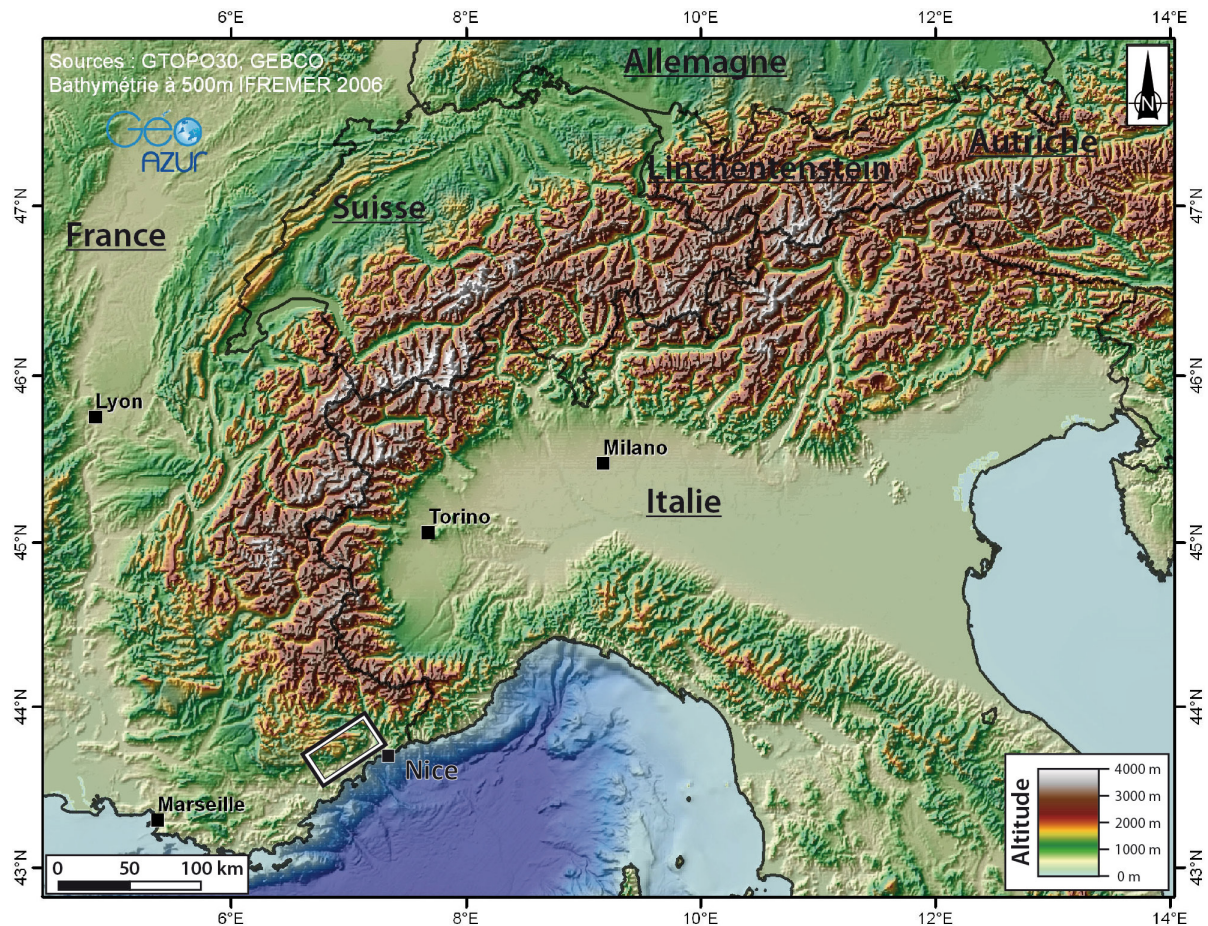 6°E 8°E 10°E 12°E 14°E
Sources : GTOPO30, GEBCO
Bathymétrie à 500m IFREMER 2006
Allemagne
N
GÉO
AZUR
Autriche
Linchentenstein
47°N 47°N
Suisse
France
46°N 46°N
Lyon
Milano
Italie
Torino
45°N 45°N
44°N 44°N
Nice
Marseille
Altitude
4000 m
3000 m
2000 m
1000 m
0 m
43°N 43°N
0 50 100 km
6°E 8°E 10°E 12°E 14°E